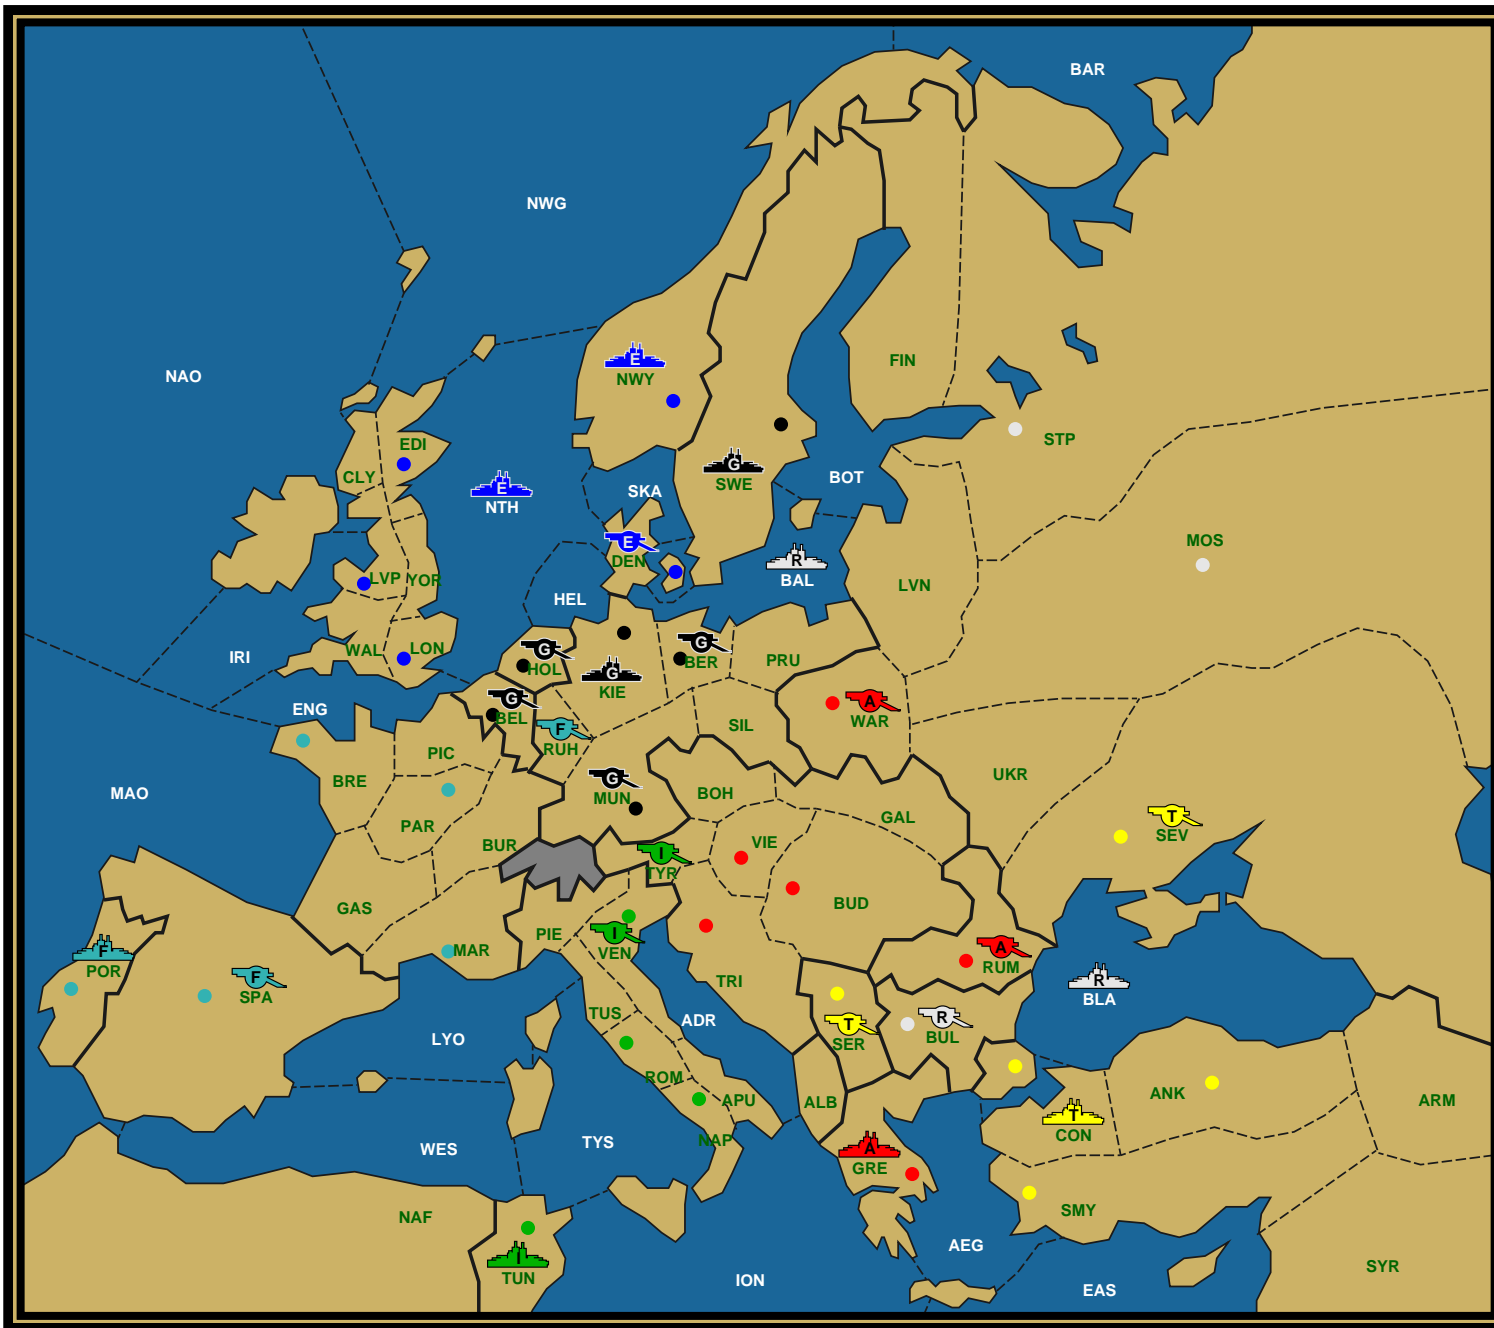 BAR
NWG
NAO
FIN
E
NWY
STP
EDI
CLY
G
SWE
BOT
SKA
E
NTH
MOS
E
DEN
R
BAL
LVP
YOR
LVN
HEL
WAL
LON
IRI
G
HOL
G
KIE
G
BER
PRU
ENG
G
BEL
A
WAR
F
RUH
SIL
PIC
BRE
UKR
MAO
G
MUN
BOH
PAR
GAL
T
SEV
BUR
VIE
I
TYR
GAS
BUD
PIE
I
VEN
MAR
F
POR
F
SPA
A
RUM
TRI
R
BLA
TUS
ADR
T
SER
R
BUL
LYO
ROM
APU
ALB
ANK
ARM
T
CON
WES
TYS
NAP
A
GRE
NAF
SMY
AEG
I
TUN
ION
EAS
SYR